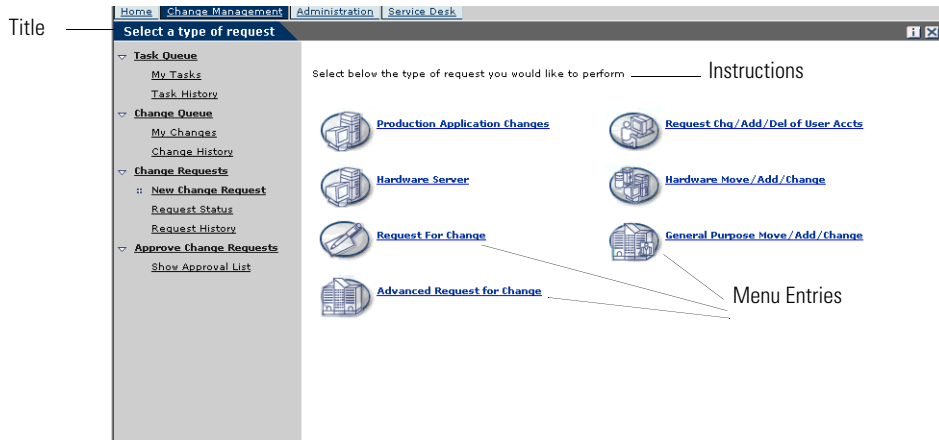 Home Change Management Administration Service Desk
Title
Select a type of request
Task Queue
My Tasks
Task History
Change Queue
My Changes
Change History
Change Requests
New Change Request
Request Status
Request History
Approve Change Requests
Show Approval List
Select below the type of request you would like to perform
Instructions
Production Application Changes
Request Chg/Add/Del of User Accts
Hardware Server
Hardware Move/Add/Change
Request For Change
General Purpose Move/Add/Change
Advanced Request for Change
Menu Entries